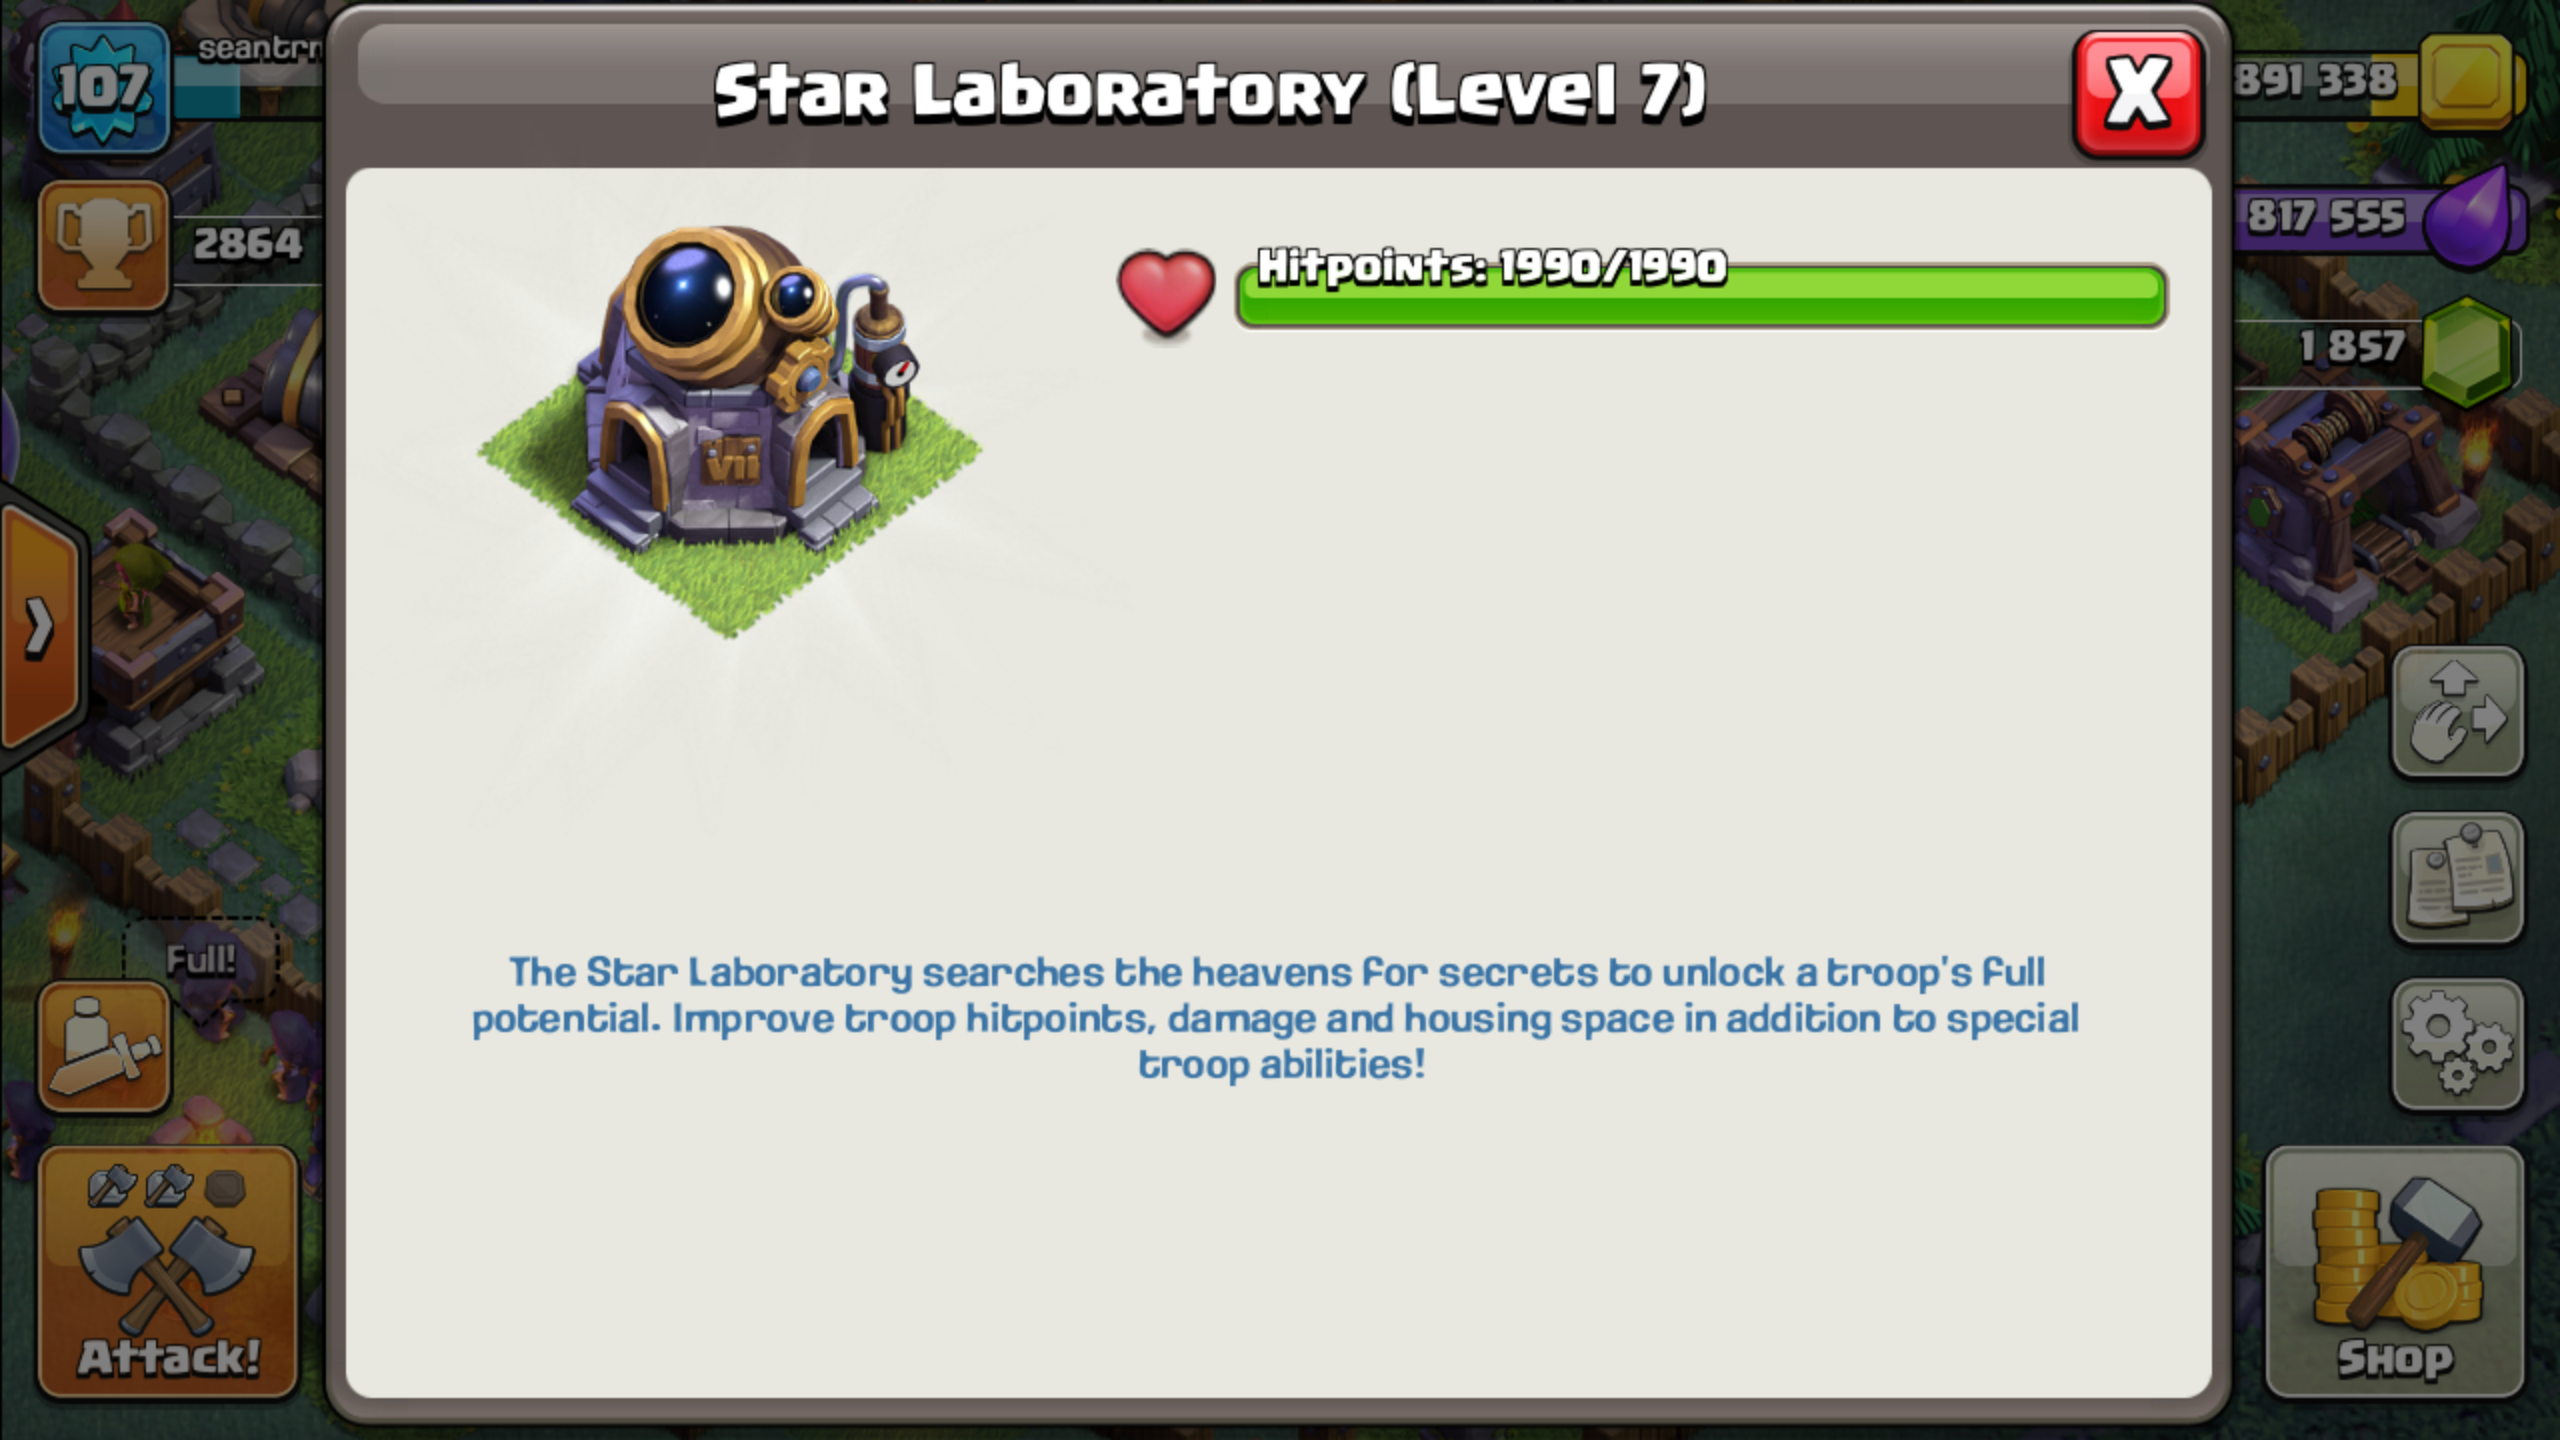 107
Star Laboratory (Level 7)
891 338
2864
Hitpoints: 1990/1990
817 555
1 857
VII
Full!
The Star Laboratory searches the heavens for secrets to unlock a troop's full
potential. Improve troop hitpoints, damage and housing space in addition to special
troop abilities!
Attack!
Shop
X